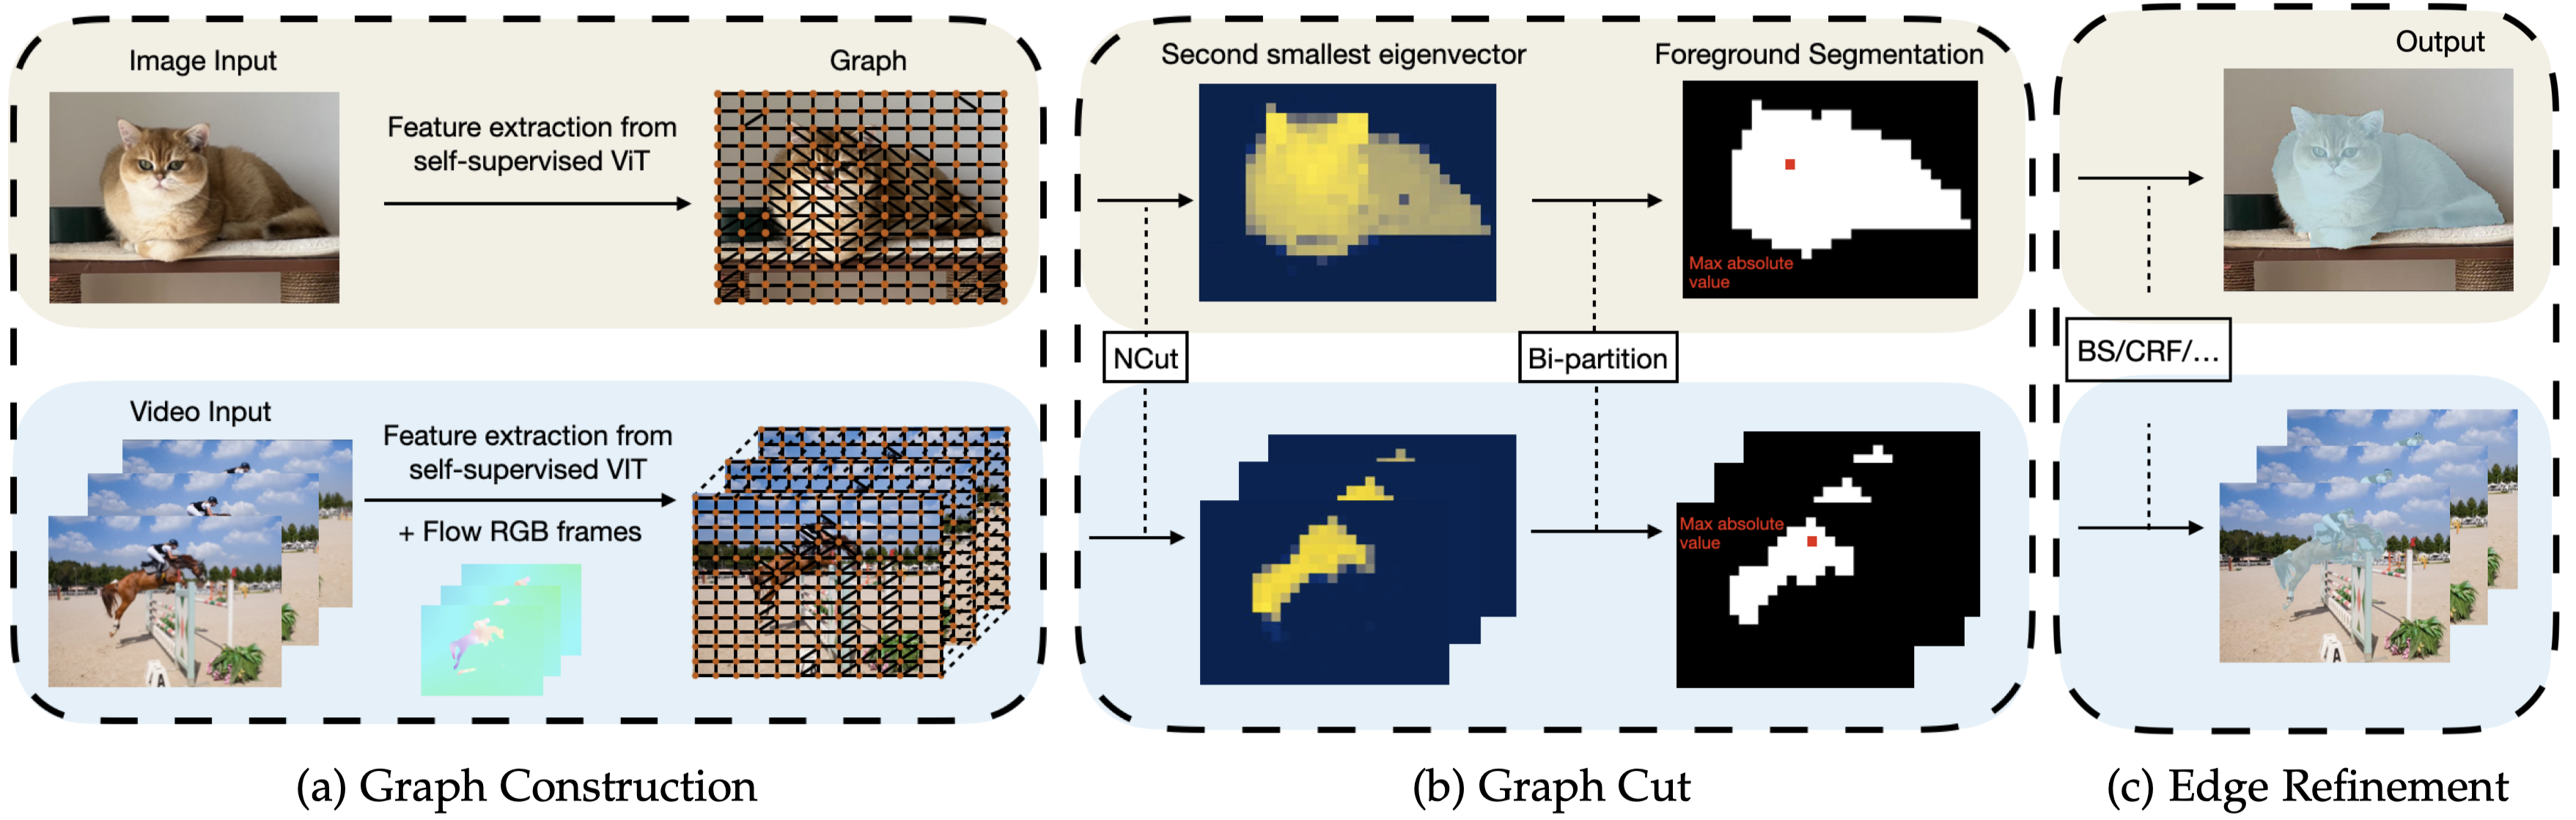 Image Input
Feature extraction from
self-supervised ViT
Graph
Second smallest eigenvector
Foreground Segmentation
Max absolute
value
Output
NCut
Bi-partition
BS/CRF/...
Video Input
Feature extraction from
self-supervised VIT
+ Flow RGB frames
Max absolute
value
A
A
(a) Graph Construction
(b) Graph Cut
(c) Edge Refinement